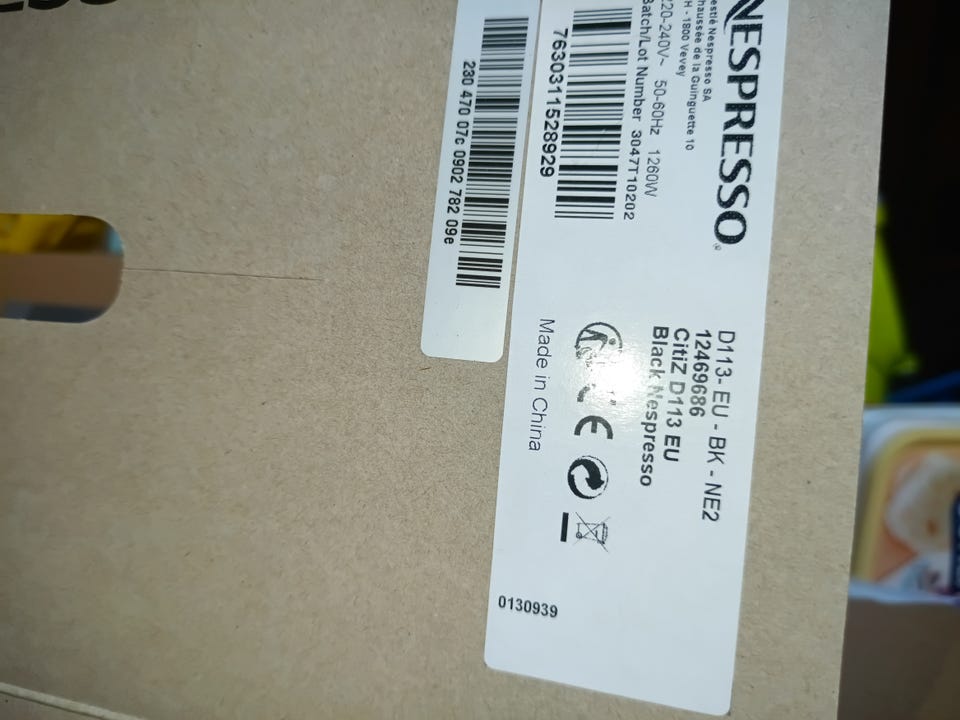 NESPRESSO
estlé Nespresso SA
haussée de la Guinguette 10
H - 1800 Vevey
20-240V~ 50-60Hz 1260W
Batch/Lot Number 3047T10202
7630311528929
D113- EU - BK - NE2
12469686
CitiZ D113 EU
Black Nespresso
CE
Made in China
0130939
230 470 07c 0902 782 09e